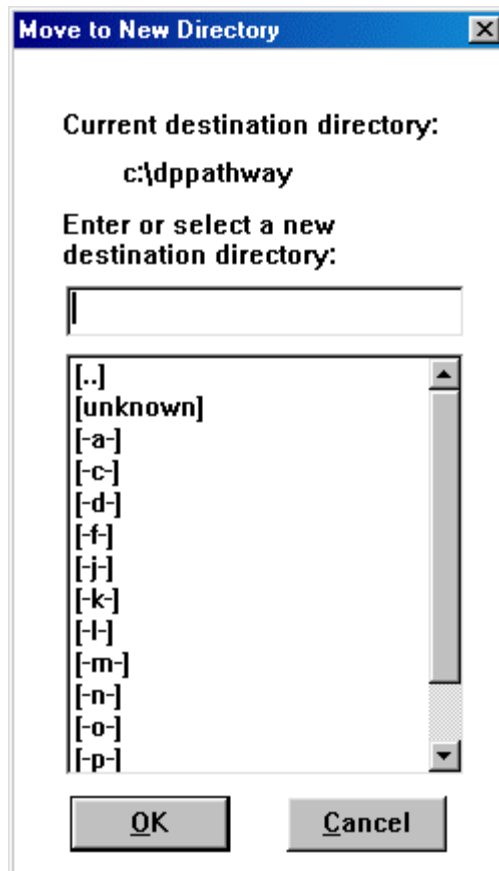 Move to New Directory
Current destination directory:
c:\dppathway
Enter or select a new
destination directory:
[..]
[unknown]
[-a-]
[-c-]
[-d-]
[-f-]
[-j-]
[-k-]
[-l-]
[-m-]
[-n-]
[-o-]
[-p-]
OK
Cancel